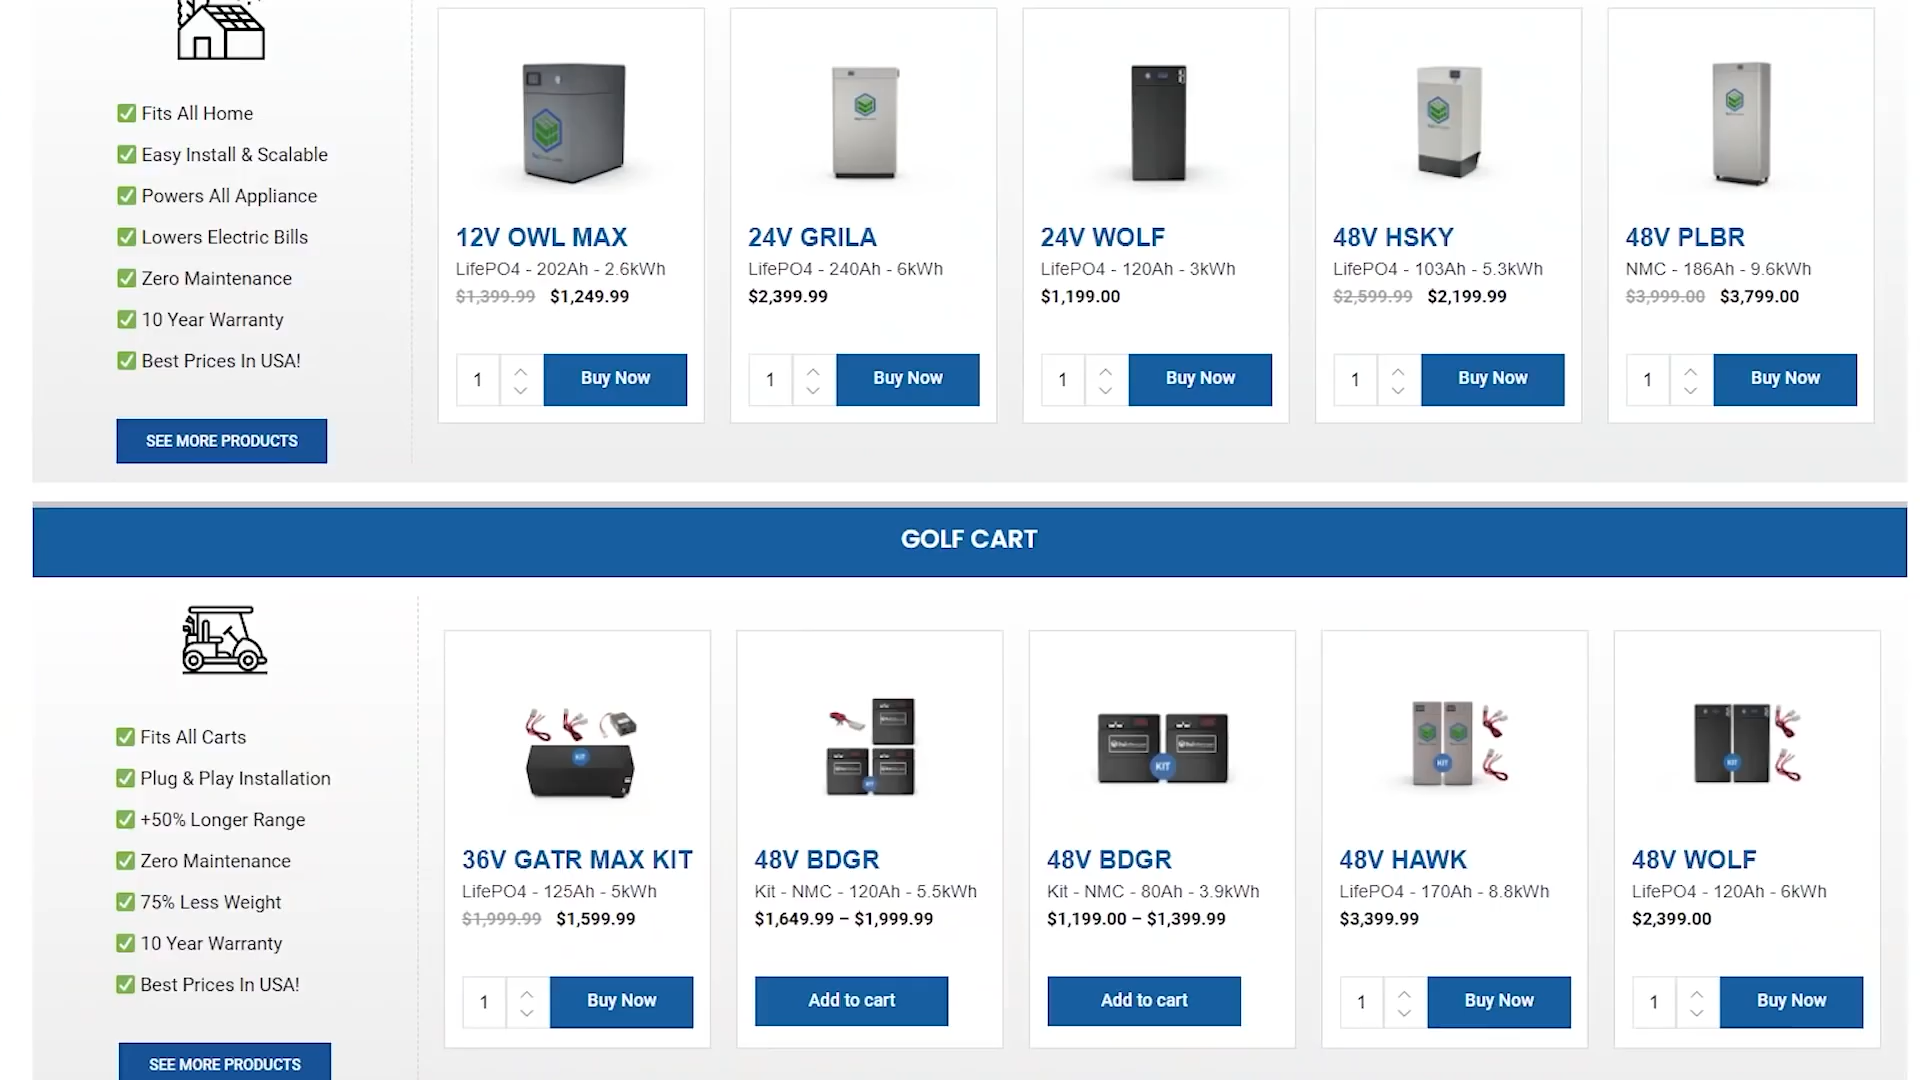 Fits All Home
Easy Install & Scalable
Powers All Appliance
Lowers Electric Bills
Zero Maintenance
10 Year Warranty
Best Prices In USA!
SEE MORE PRODUCTS
12V OWL MAX
LifePO4 - 202Ah - 2.6kWh
$1,399.99 $1,249.99
1 Buy Now
24V GRILA
LifePO4 - 240Ah - 6kWh
$2,399.99
1 Buy Now
24V WOLF
LifePO4 - 120Ah - 3kWh
$1,199.00
1 Buy Now
48V HSKY
LifePO4 - 103Ah - 5.3kWh
$2,599.99 $2,199.99
1 Buy Now
48V PLBR
NMC - 186Ah - 9.6kWh
$3,999.00 $3,799.00
1 Buy Now
GOLF CART
Fits All Carts
Plug & Play Installation
+50% Longer Range
Zero Maintenance
75% Less Weight
10 Year Warranty
Best Prices In USA!
SEE MORE PRODUCTS
KIT
36V GATR MAX KIT
LifePO4 - 125Ah - 5kWh
$1,999.99 $1,599.99
1 Buy Now
KIT
48V BDGR
Kit - NMC - 120Ah - 5.5kWh
$1,649.99 – $1,999.99
Add to cart
KIT
48V BDGR
Kit - NMC - 80Ah - 3.9kWh
$1,199.00 – $1,399.99
Add to cart
KIT
48V HAWK
LifePO4 - 170Ah - 8.8kWh
$3,399.99
1 Buy Now
KIT
48V WOLF
LifePO4 - 120Ah - 6kWh
$2,399.00
1 Buy Now